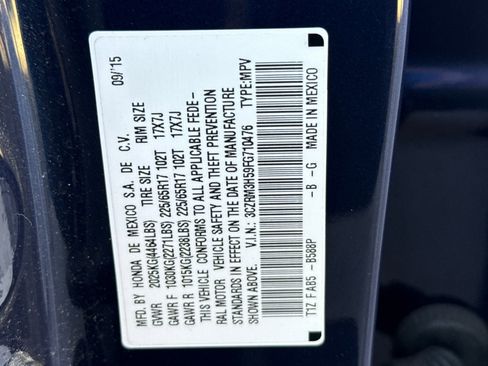 MFD. BY HONDA DE MEXICO S.A. DE C.V. 09/15
TIRE SIZE RIM SIZE
GVWR 2025KG(4464LBS)
GAWR F 1030KG(2271LBS) 225/65R17 102T 17X7J
GAWR R 1015KG(2238LBS) 225/65R17 102T 17X7J
THIS VEHICLE CONFORMS TO ALL APPLICABLE FEDE-
RAL MOTOR VEHICLE SAFETY AND THEFT PREVENTION
STANDARDS IN EFFECT ON THE DATE OF MANUFACTURE
SHOWN ABOVE. V.I.N.: 3CZRM3H59FG710476 TYPE:MPV
T1Z F AB5 -B588P -B -G MADE IN MEXICO